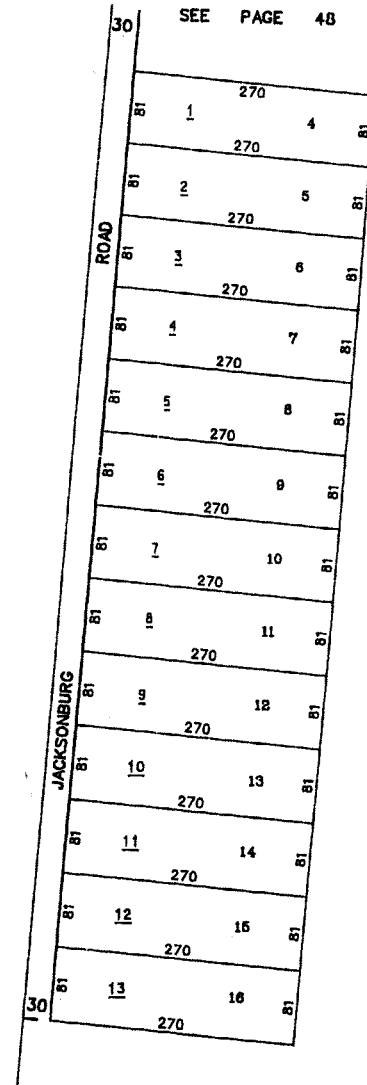 SEE PAGE 48
30
270
81 1 4 81
270
81 2 5 81
270
81 3 6 81
270
81 4 7 81
270
81 5 8 81
270
81 6 9 81
270
81 7 10 81
270
81 8 11 81
270
81 9 12 81
270
81 10 13 81
270
81 11 14 81
270
81 12 15 81
270
81 13 16 81
270
30
JACKSONBURG ROAD